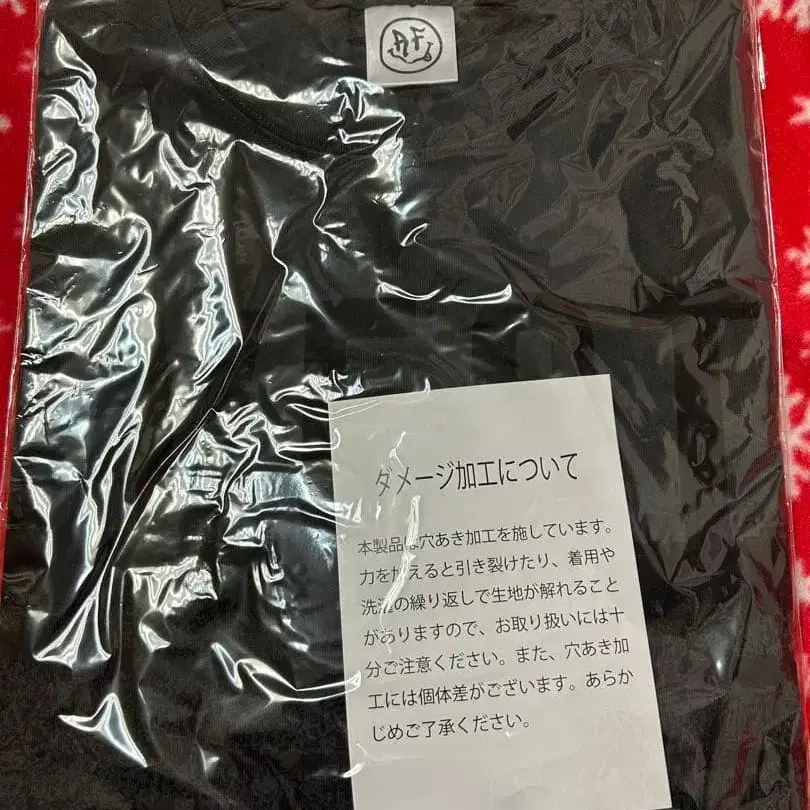 AF
ダメージ加工について
本製品は穴あき加工を施しています。
力を加えると引き裂けたり、着用や
洗濯の繰り返しで生地が解れること
がありますので、お取り扱いには十
分ご注意ください。また、穴あき加
工には個体差がございます。あらか
じめご了承ください。